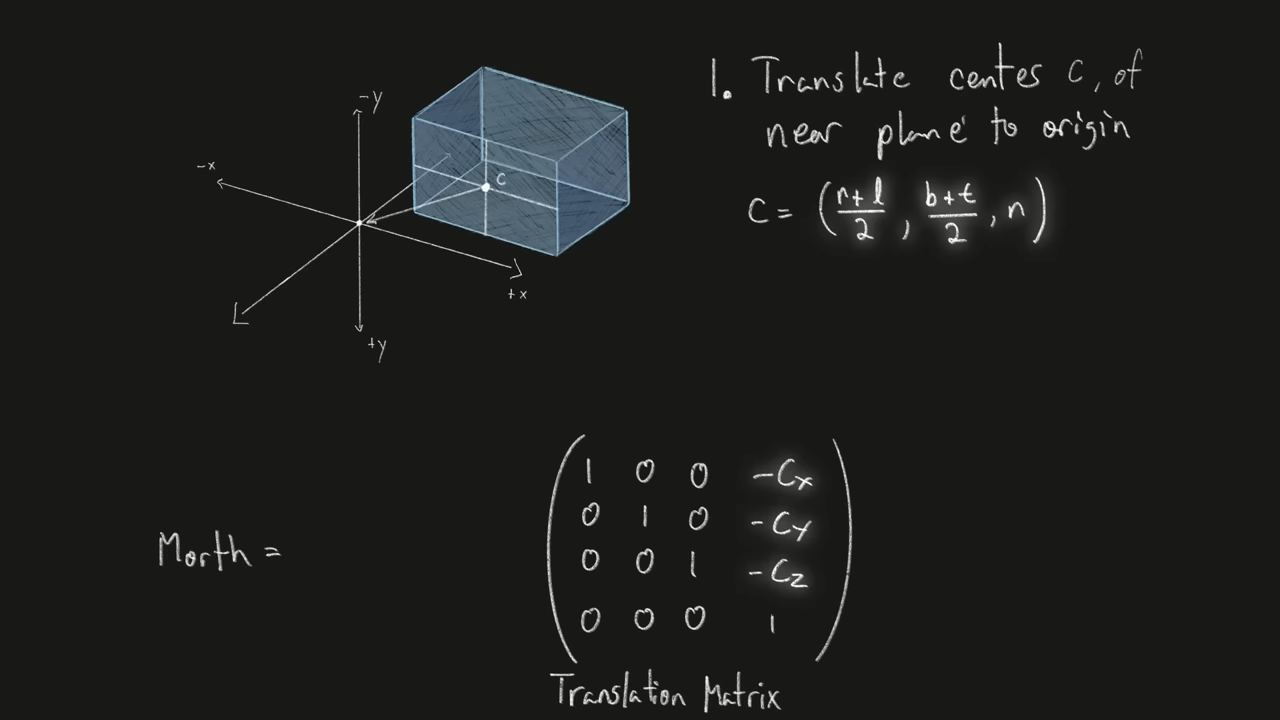 -y
-x
c
+x
+y
1. Translate centes c, of
near plane to origin
C = (r+l/2, b+t/2, n)
Morth =
1 0 0 -Cx
0 1 0 -Cy
0 0 1 -Cz
0 0 0 1
Translation Matrix